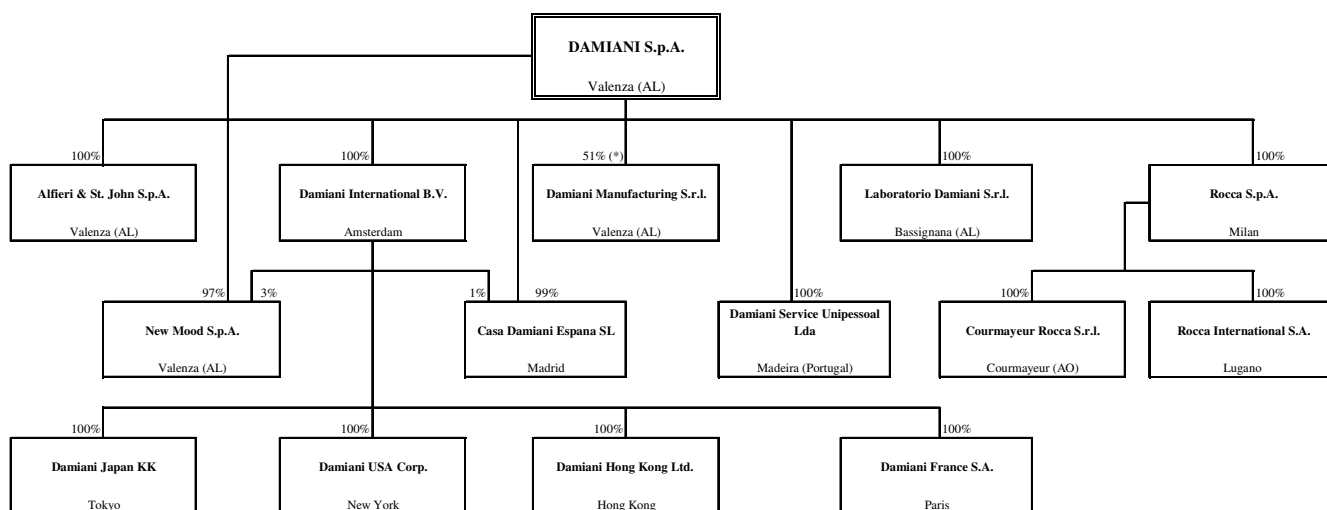 DAMIANI S.p.A.
Valenza (AL)
100%
100%
51% (*)
100%
100%
Alfieri & St. John S.p.A.
Damiani International B.V.
Damiani Manufacturing S.r.l.
Laboratorio Damiani S.r.l.
Rocca S.p.A.
Valenza (AL)
Amsterdam
Valenza (AL)
Bassignana (AL)
Milan
97%
3%
1%
99%
100%
100%
100%
New Mood S.p.A.
Casa Damiani Espana SL
Damiani Service Unipessoal
Lda
Courmayeur Rocca S.r.l.
Rocca International S.A.
Valenza (AL)
Madrid
Madeira (Portugal)
Courmayeur (AO)
Lugano
100%
100%
100%
100%
Damiani Japan KK
Damiani USA Corp.
Damiani Hong Kong Ltd.
Damiani France S.A.
Tokyo
New York
Hong Kong
Paris